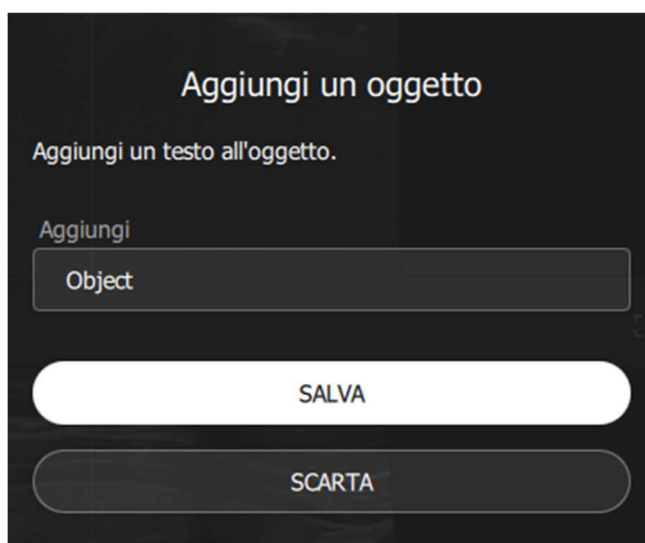 Aggiungi un oggetto
Aggiungi un testo all'oggetto.
Aggiungi
Object
SALVA
SCARTA